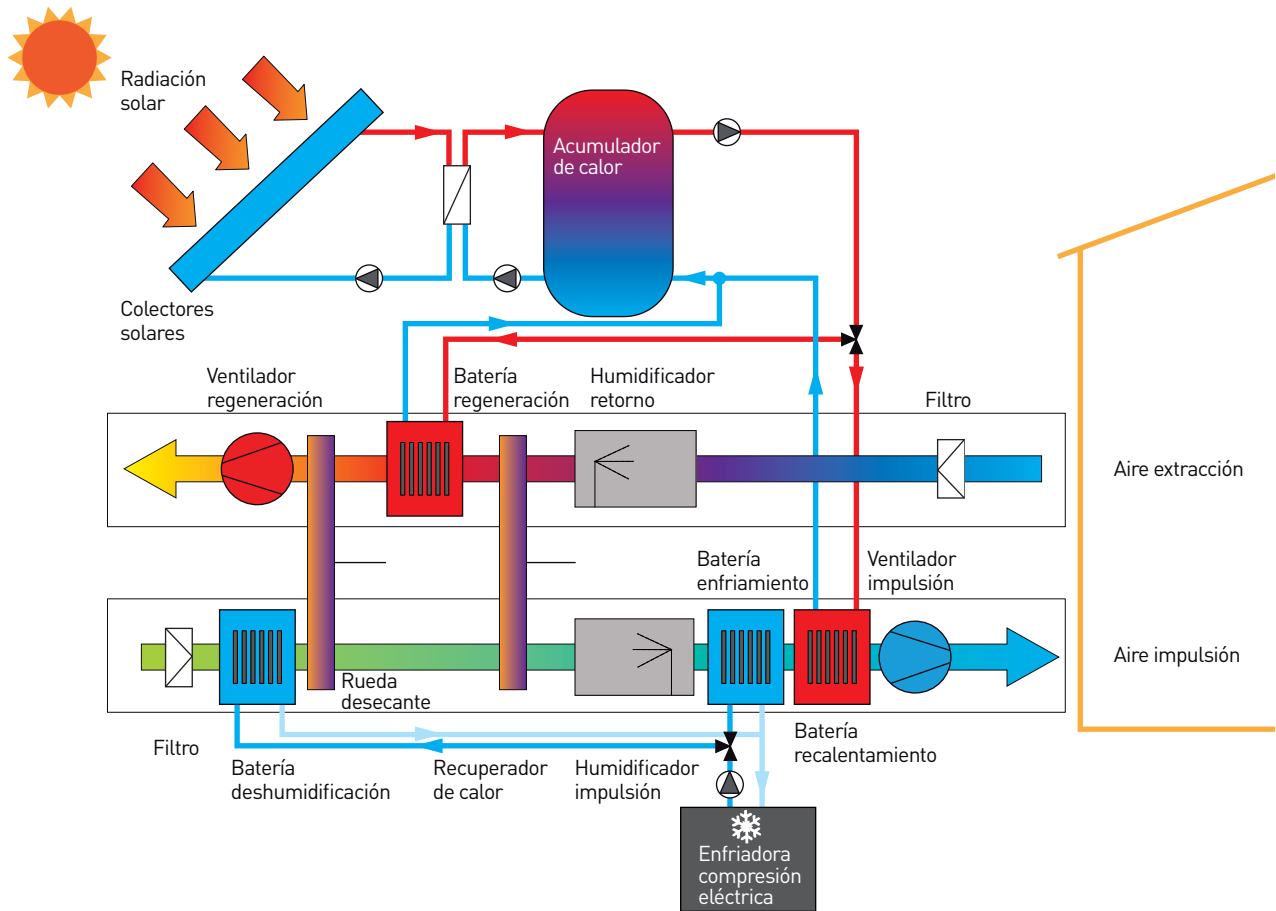 Radiación
solar
Acumulador
de calor
Colectores
solares
Ventilador
regeneración
Batería
regeneración
Humidificador
retorno
Filtro
Aire extracción
Batería
enfriamiento
Ventilador
impulsión
Aire impulsión
Rueda
desecante
Filtro
Batería
deshumidificación
Recuperador
de calor
Humidificador
impulsión
Batería
recalentamiento
Enfriadora
compresión
eléctrica